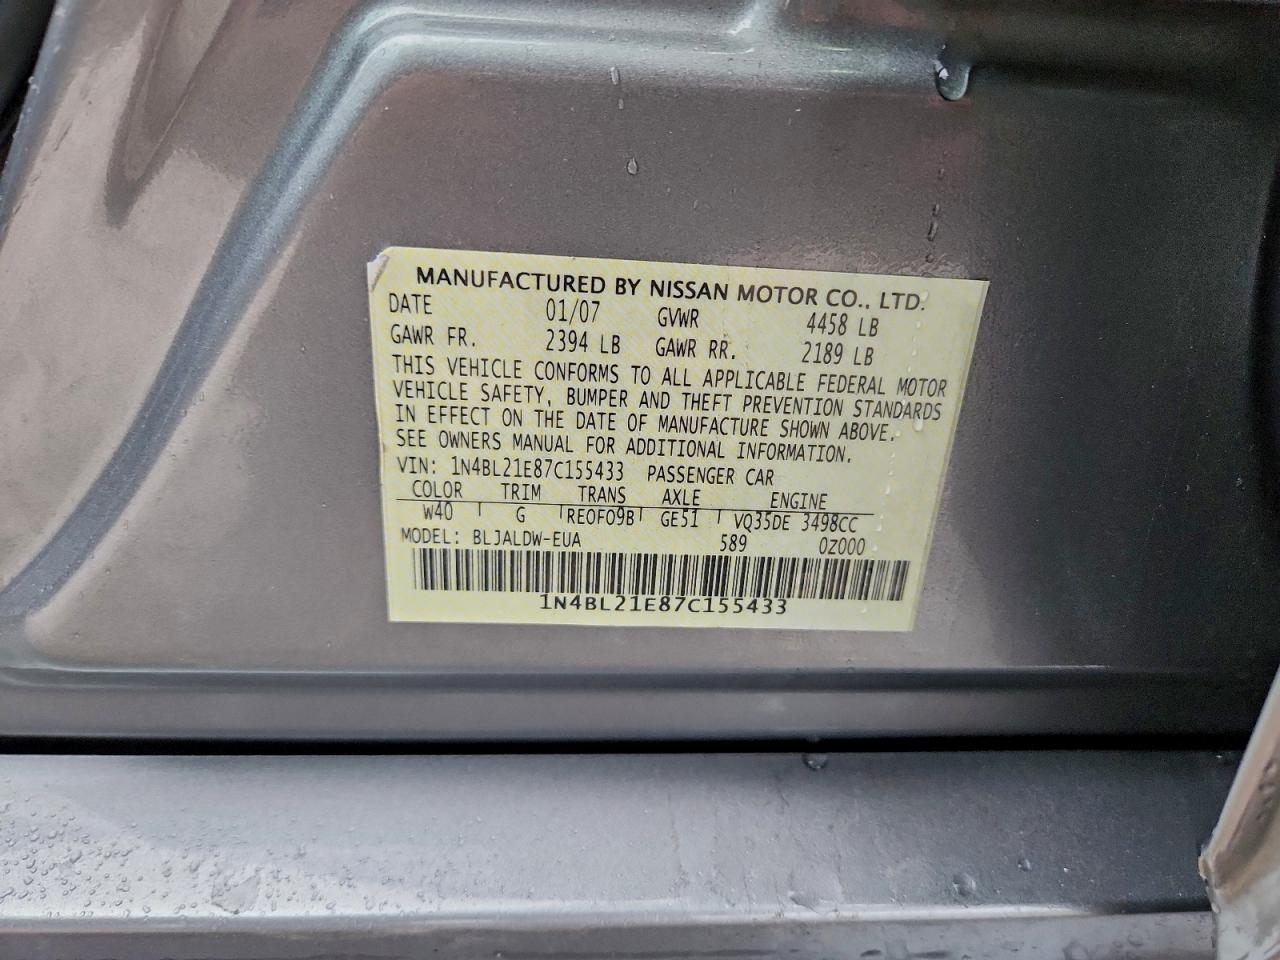 MANUFACTURED BY NISSAN MOTOR CO., LTD.
DATE 01/07 GVWR 4458 LB
GAWR FR. 2394 LB GAWR RR. 2189 LB
THIS VEHICLE CONFORMS TO ALL APPLICABLE FEDERAL MOTOR
VEHICLE SAFETY, BUMPER AND THEFT PREVENTION STANDARDS
IN EFFECT ON THE DATE OF MANUFACTURE SHOWN ABOVE.
SEE OWNERS MANUAL FOR ADDITIONAL INFORMATION.
VIN: 1N4BL21E87C155433 PASSENGER CAR
COLOR TRIM TRANS AXLE ENGINE
W40 G REOFO9B GE51 VQ35DE 3498CC
MODEL: BLJALDW-EUA 589 0Z000
1N4BL21E87C155433